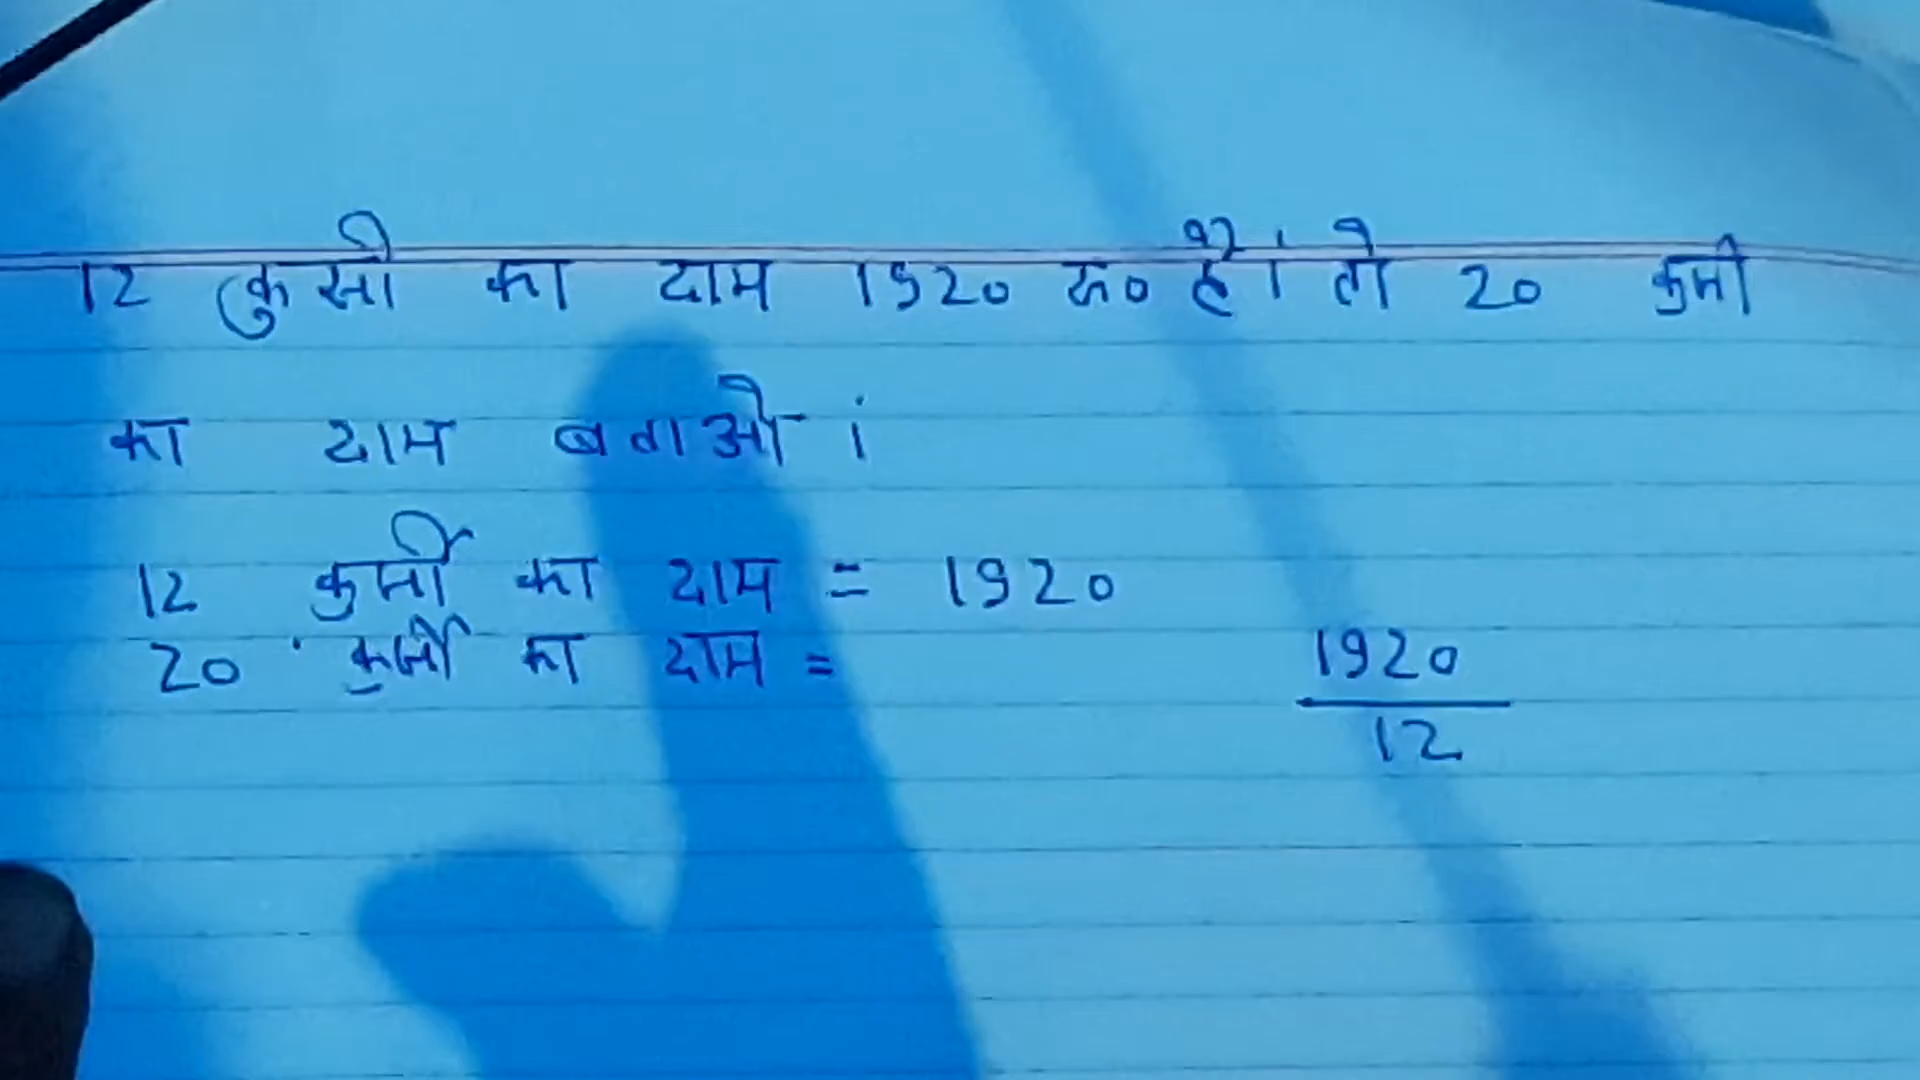 12 कुर्सी का दाम 1920 रू० है। तो 20 कुर्सी
का दाम बताओ।
12 कुर्सी का दाम = 1920
20 कुर्सी का दाम =
1920
12